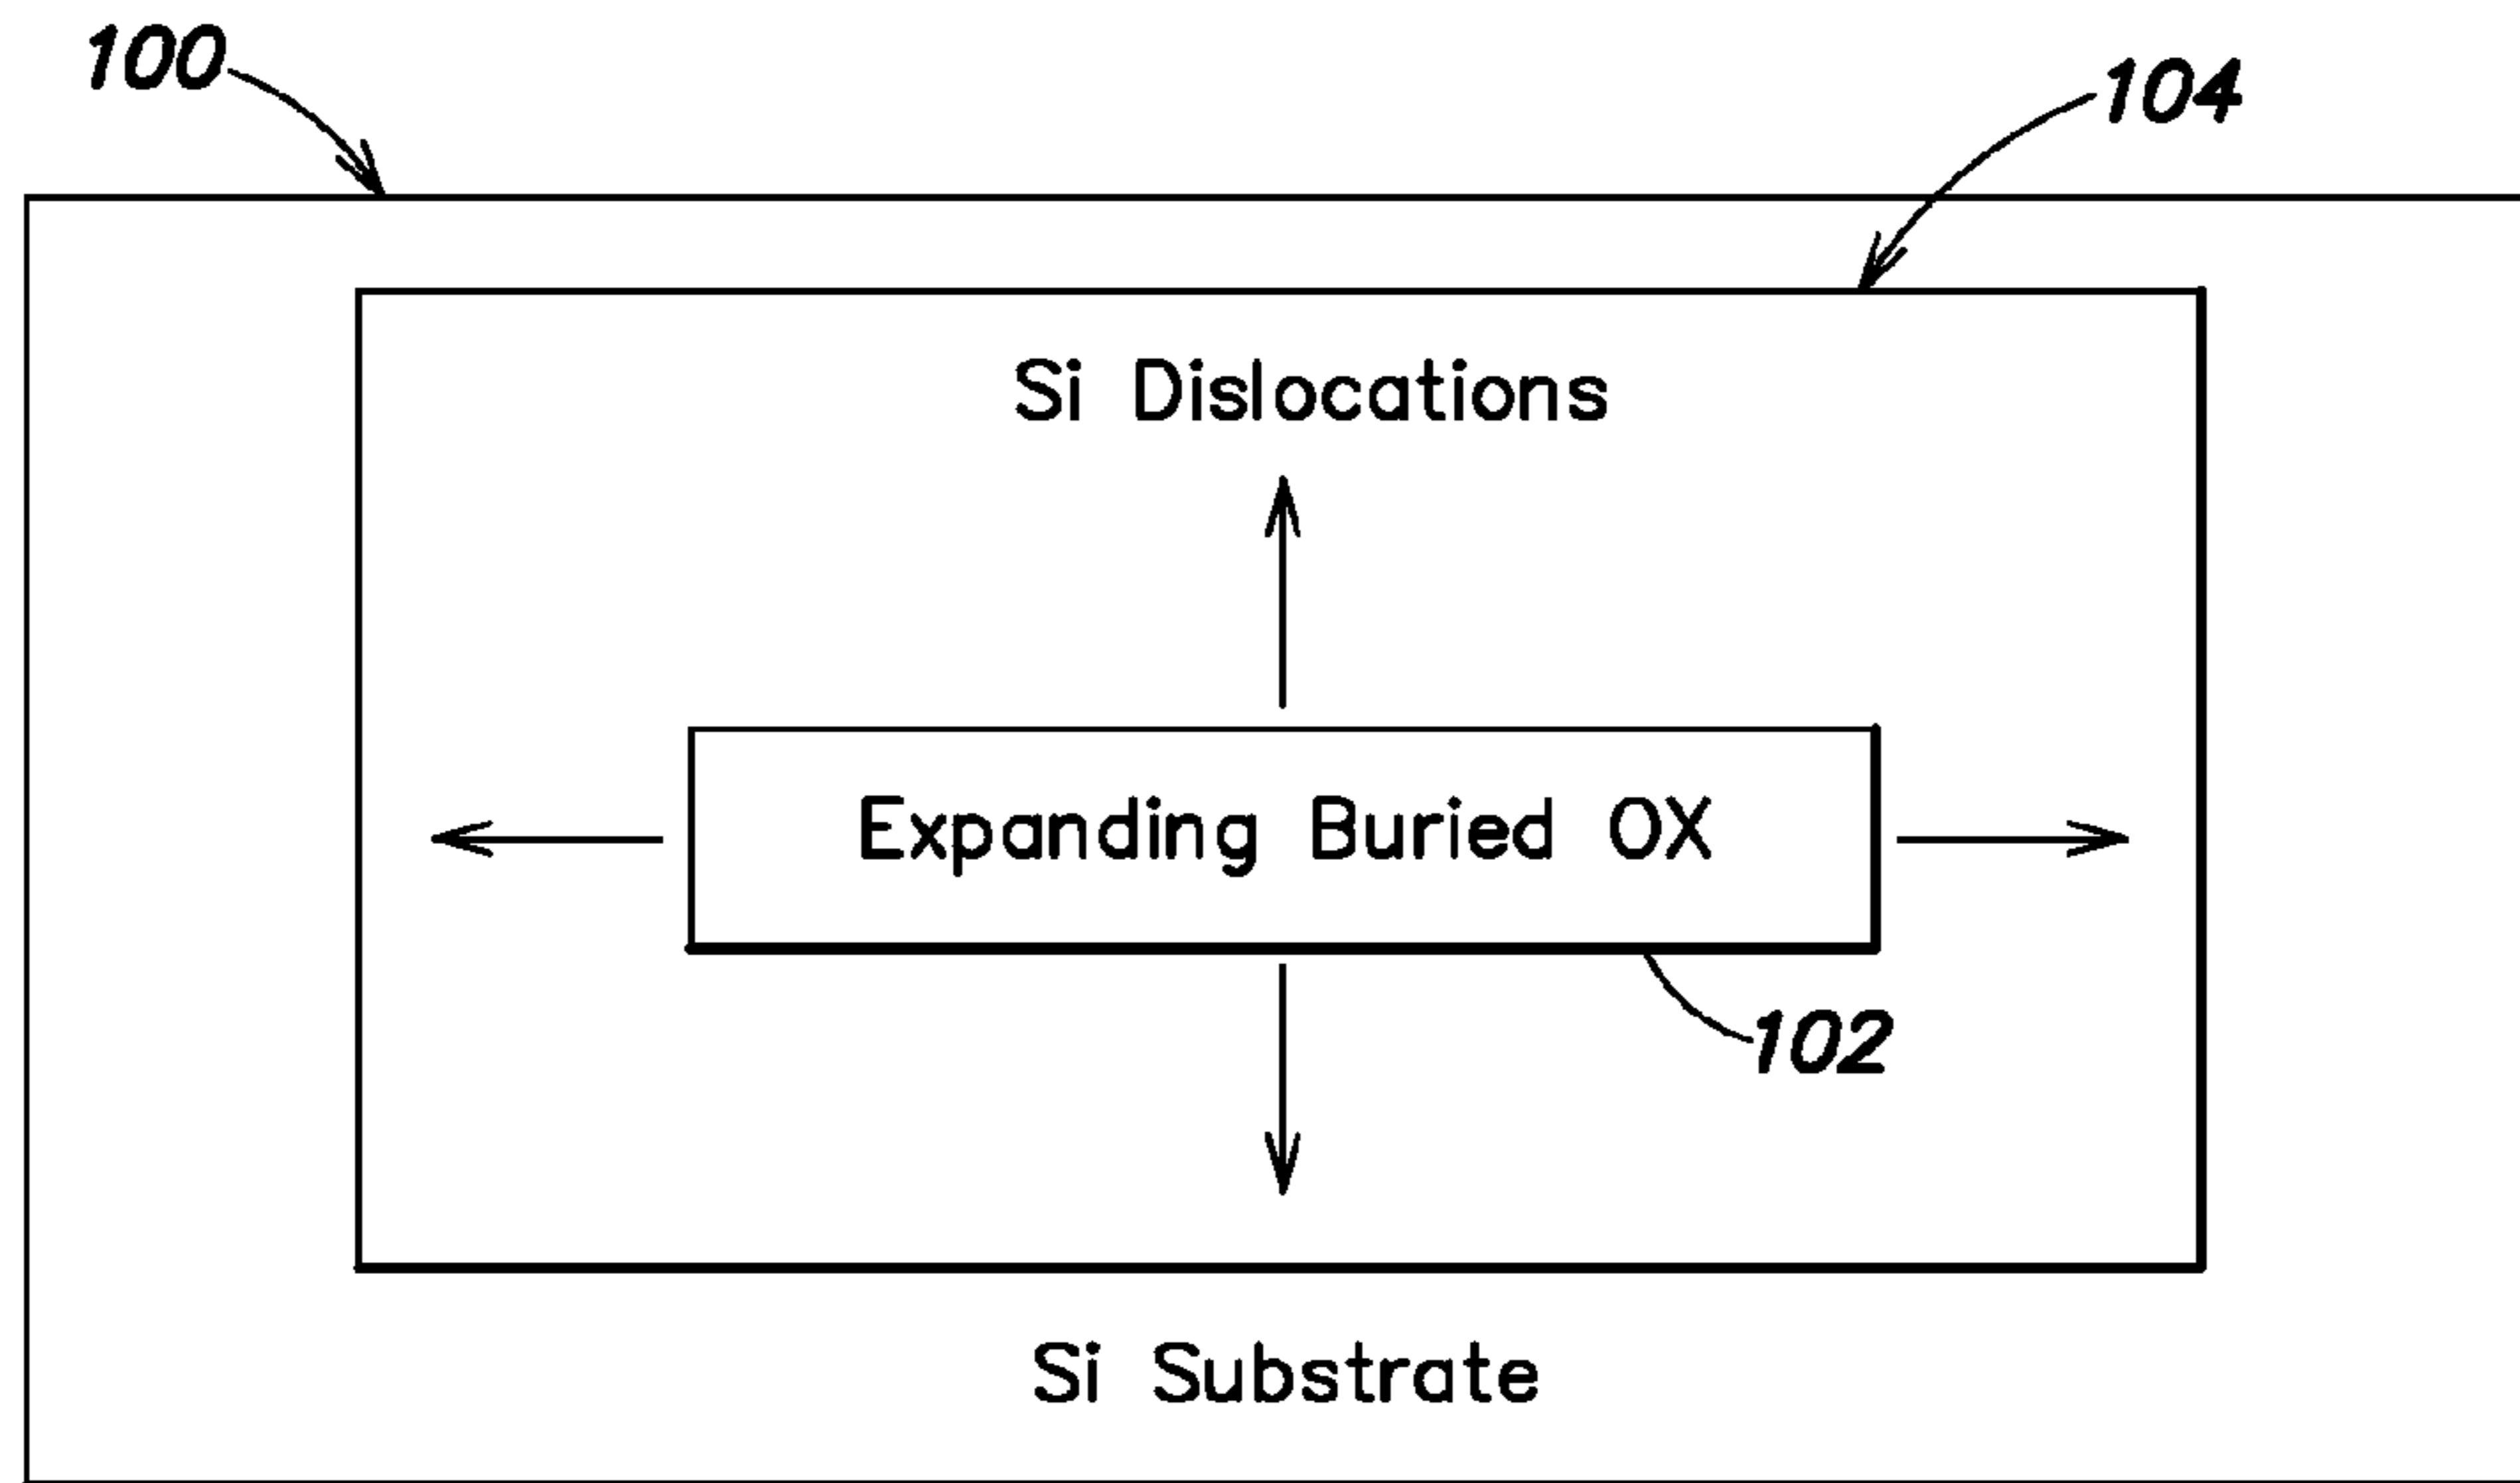 100
104
Si Dislocations
Expanding Buried OX
102
Si Substrate